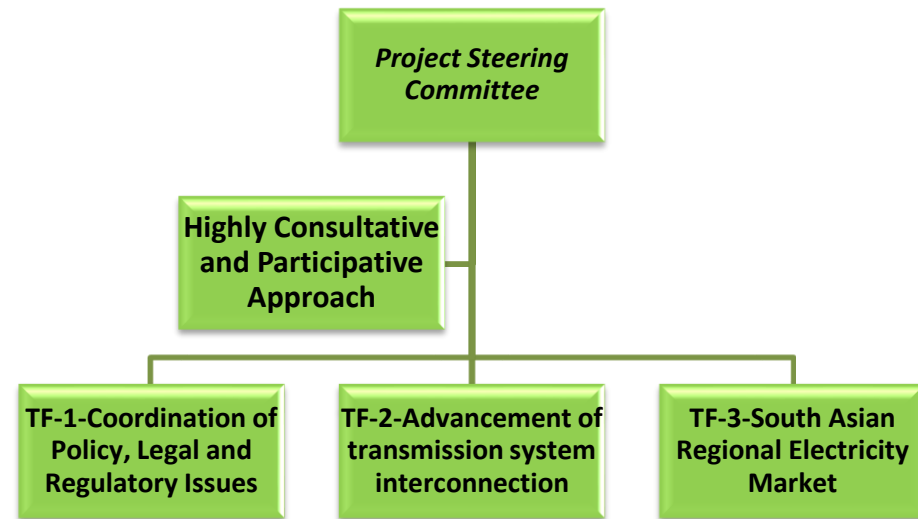 Project Steering
Committee
Highly Consultative
and Participative
Approach
TF-1-Coordination of
Policy, Legal and
Regulatory Issues
TF-2-Advancement of
transmission system
interconnection
TF-3-South Asian
Regional Electricity
Market